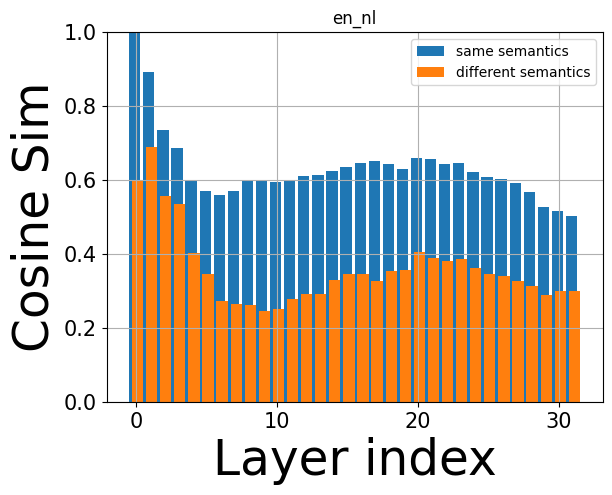 en_nl
same semantics
different semantics
Cosine Sim
1.0
0.8
0.6
0.4
0.2
0.0
0 10 20 30
Layer index